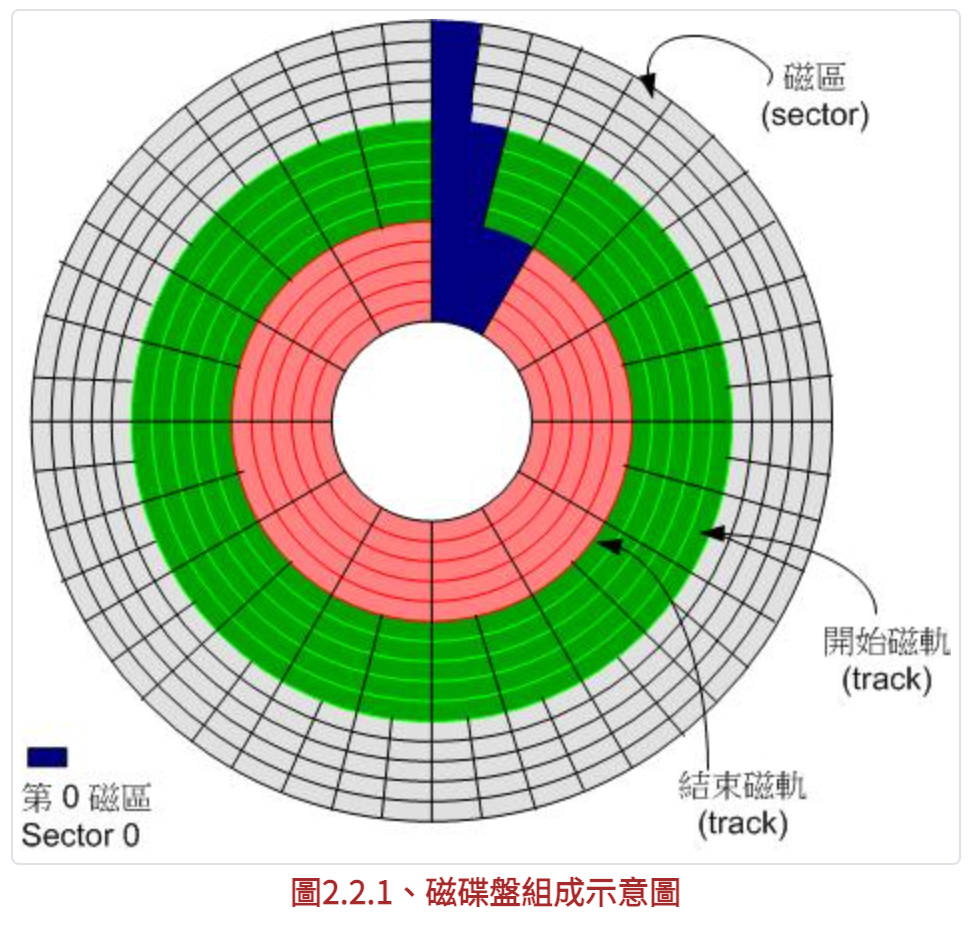 磁區
(sector)
開始磁軌
(track)
結束磁軌
(track)
第 0 磁區
Sector 0
圖2.2.1、磁碟盤組成示意圖